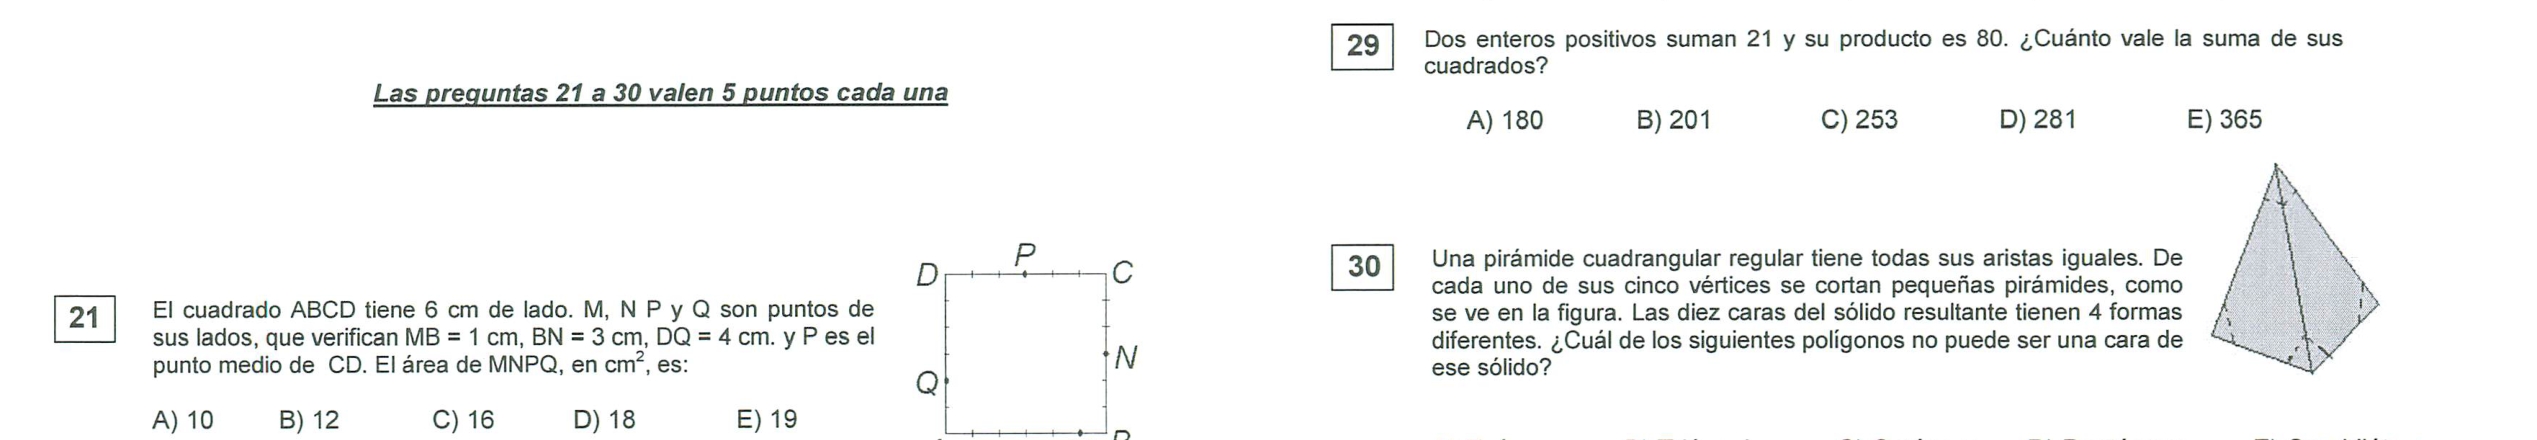 Las preguntas 21 a 30 valen 5 puntos cada una
21
El cuadrado ABCD tiene 6 cm de lado. M, N P y Q son puntos de
sus lados, que verifican MB = 1 cm, BN = 3 cm, DQ = 4 cm. y P es el
punto medio de CD. El área de MNPQ, en cm², es:
A) 10 B) 12 C) 16 D) 18 E) 19
P
D C
N
Q
29
Dos enteros positivos suman 21 y su producto es 80. ¿Cuánto vale la suma de sus
cuadrados?
A) 180 B) 201 C) 253 D) 281 E) 365
30
Una pirámide cuadrangular regular tiene todas sus aristas iguales. De
cada uno de sus cinco vértices se cortan pequeñas pirámides, como
se ve en la figura. Las diez caras del sólido resultante tienen 4 formas
diferentes. ¿Cuál de los siguientes polígonos no puede ser una cara de
ese sólido?